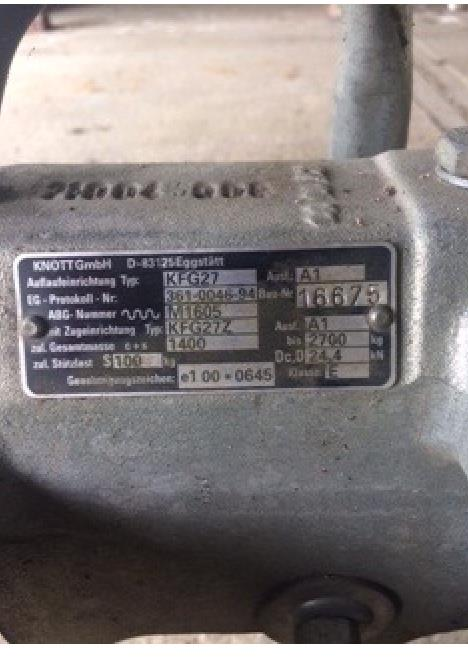 KNOTT GmbH D-83125 Eggstätt
Auflaufeinrichtung Typ: KFG27 Ausf.: A1
EG - Protokoll - Nr: 361-0046-94 Bau-Nr 16675
ABG - Nummer M1605
mit Zugeinrichtung Typ: KFG27Z Ausf: A1
zul. Gesamtmasse G+S 1400 bis 2700 kg
zul. Stützlast S 100 kg Dc,D 24,4 kN
Genehmigungszeichen: e1 00 * 0645 Klasse: E